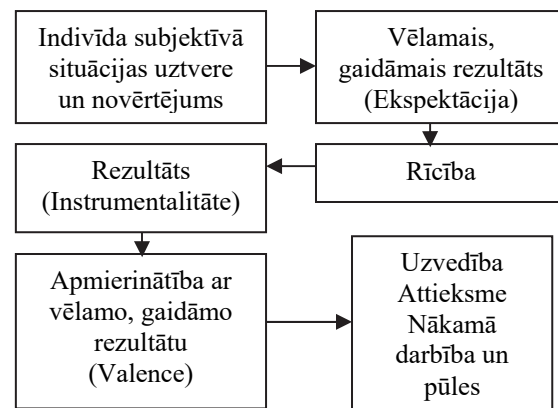 Indivīda subjektīvā
situācijas uztvere
un novērtējums
Vēlamais,
gaidāmais rezultāts
(Ekspektācija)
Rīcība
Rezultāts
(Instrumentalitāte)
Apmierinātība ar
vēlamo, gaidāmo
rezultātu
(Valence)
Uzvedība
Attieksme
Nākamā
darbība un
pūles